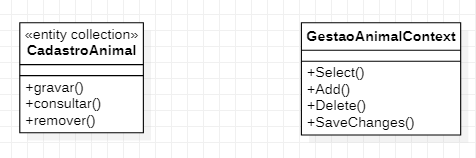 «entity collection»
CadastroAnimal
+gravar()
+consultar()
+remover()
GestaoAnimalContext
+Select()
+Add()
+Delete()
+SaveChanges()